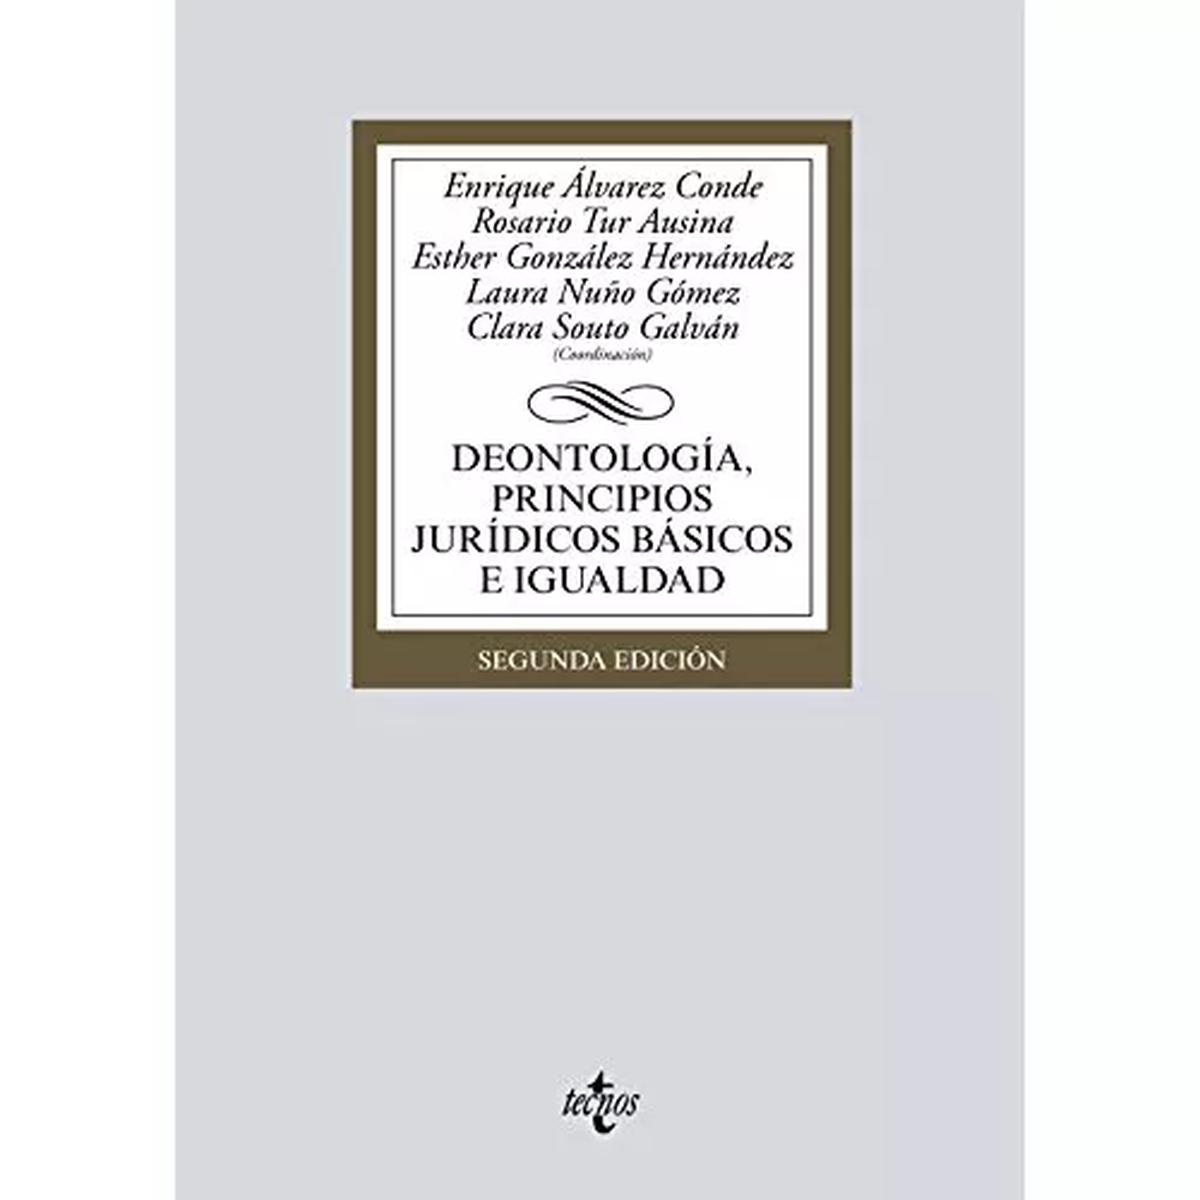 Enrique Álvarez Conde
Rosario Tur Ausina
Esther González Hernández
Laura Nuño Gómez
Clara Souto Galván
(Coordinación)
DEONTOLOGÍA,
PRINCIPIOS
JURÍDICOS BÁSICOS
E IGUALDAD
SEGUNDA EDICIÓN
tecnos